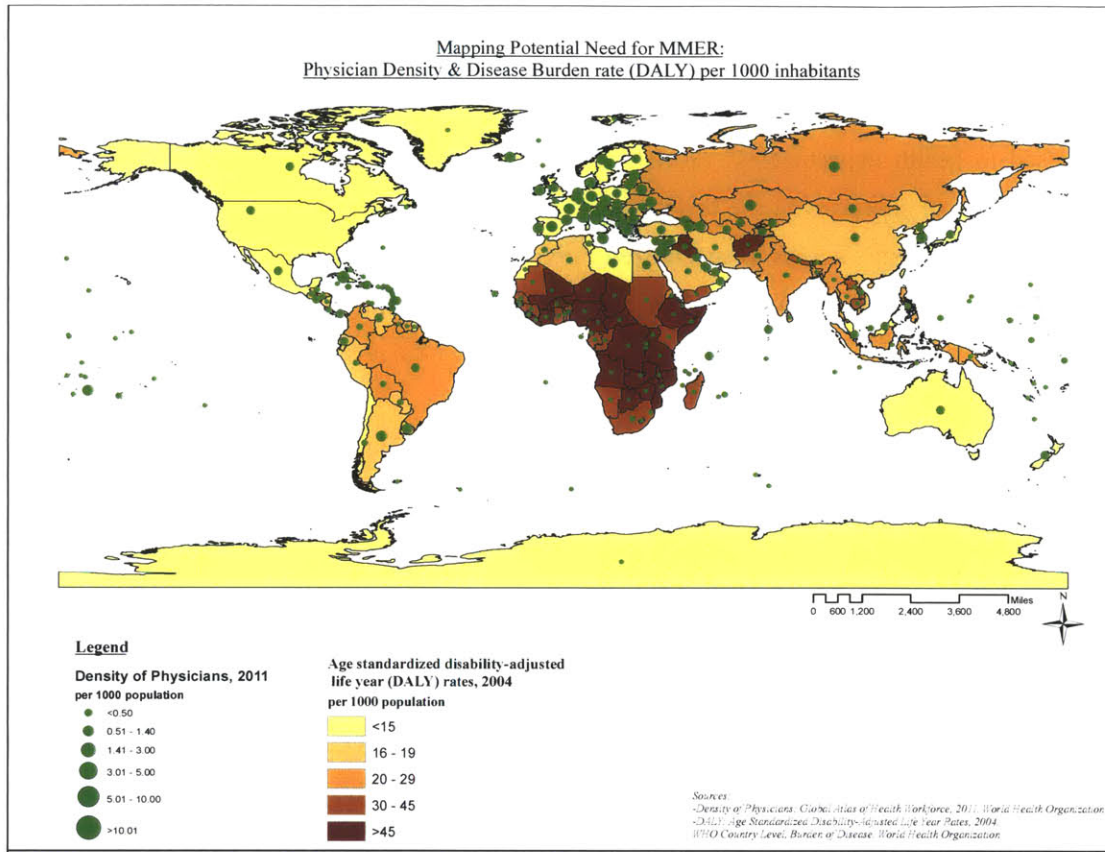 Mapping Potential Need for MMER:
Physician Density & Disease Burden rate (DALY) per 1000 inhabitants
Miles
0 600 1,200 2,400 3,600 4,800
N
Legend
Density of Physicians, 2011
per 1000 population
<0.50
0.51 - 1.40
1.41 - 3.00
3.01 - 5.00
5.01 - 10.00
>10.01
Age standardized disability-adjusted
life year (DALY) rates, 2004
per 1000 population
<15
16 - 19
20 - 29
30 - 45
>45
Sources:
-Density of Physicians: Global Atlas of Health Workforce, 2011. World Health Organization
-DALY: Age Standardized Disability-Adjusted Life Year Rates, 2004.
WHO Country Level, Burden of Disease. World Health Organization